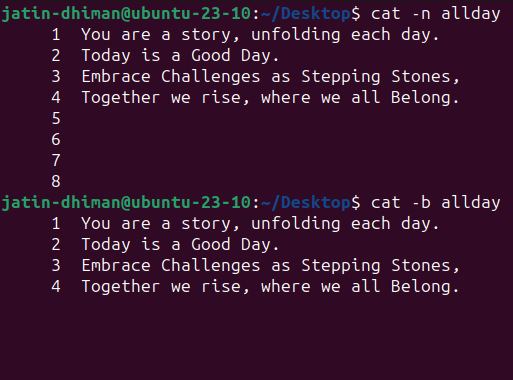 jatin-dhiman@ubuntu-23-10:~/Desktop$ cat -n allday
     1  You are a story, unfolding each day.
     2  Today is a Good Day.
     3  Embrace Challenges as Stepping Stones,
     4  Together we rise, where we all Belong.
     5
     6
     7
     8
jatin-dhiman@ubuntu-23-10:~/Desktop$ cat -b allday
     1  You are a story, unfolding each day.
     2  Today is a Good Day.
     3  Embrace Challenges as Stepping Stones,
     4  Together we rise, where we all Belong.